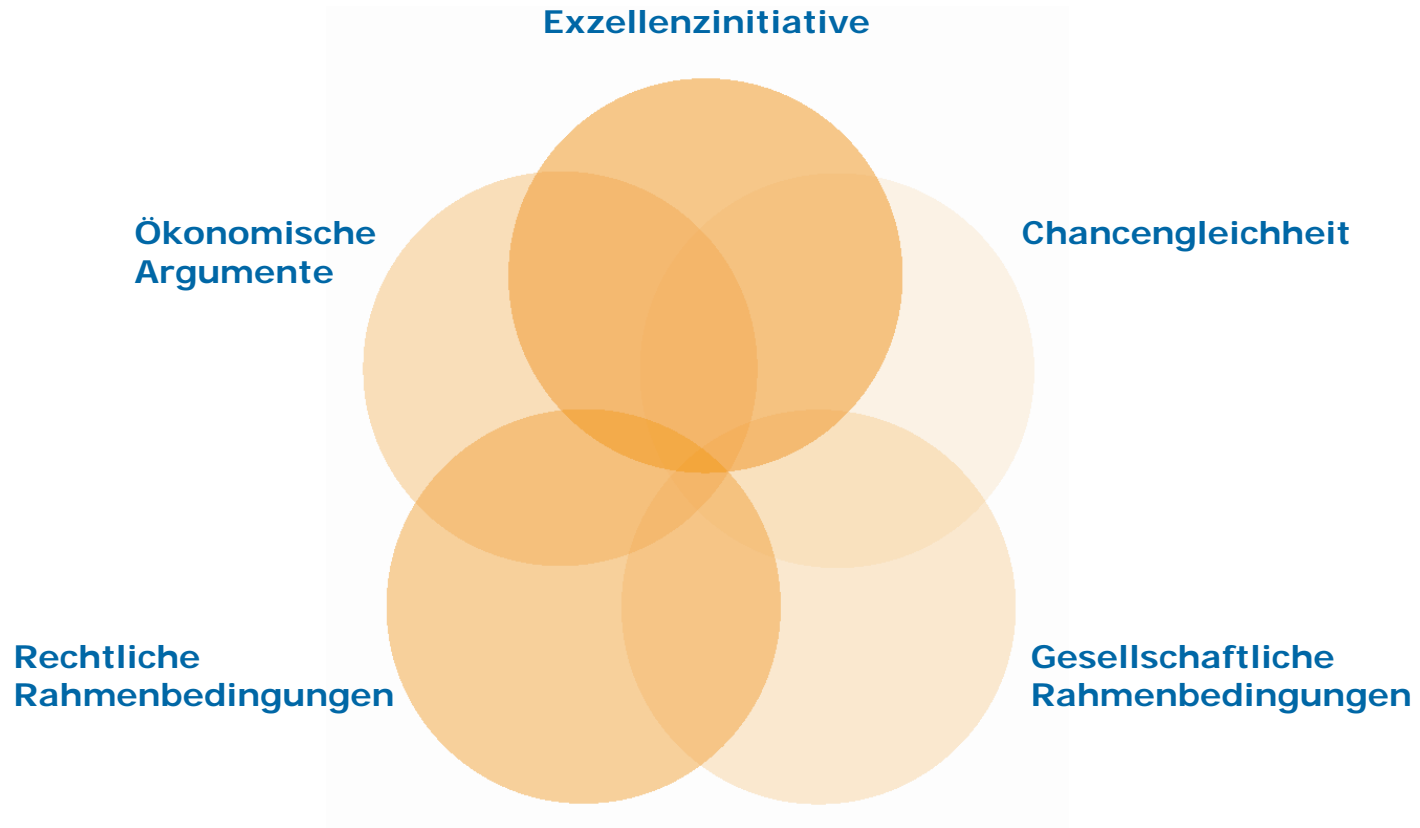 Exzellenzinitiative
Ökonomische
Argumente
Chancengleichheit
Rechtliche
Rahmenbedingungen
Gesellschaftliche
Rahmenbedingungen